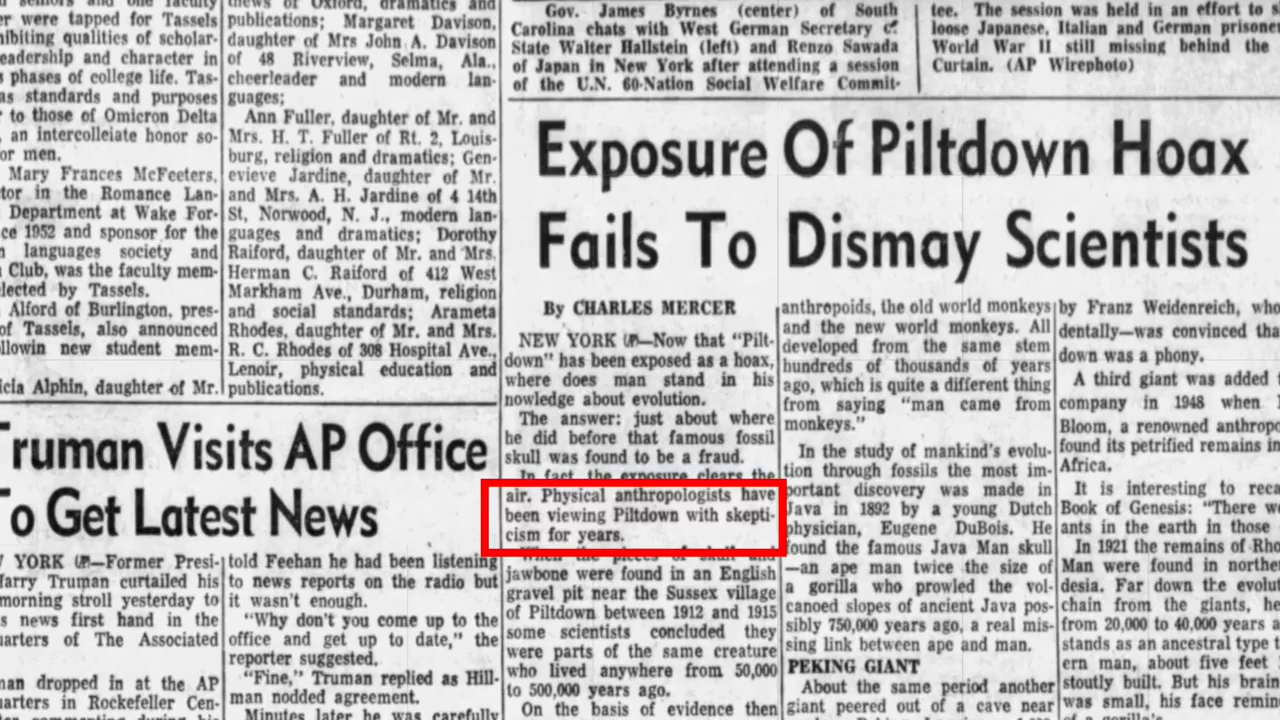 seniors and one faculty
er were tapped for Tassels
hibiting qualities of scholar-
leadership and character in
phases of college life. Tas-
as standards and purposes
to those of Omicron Delta
, an intercolleiate honor so-
or men.
Mary Frances McFeeters,
tor in the Romance Lan-
Department at Wake For-
ce 1952 and sponsor for the
languages society and
Club, was the faculty mem-
lected by Tassels.
Alford of Burlington, pres-
of Tassels, also announced
ollowin new student mem-
icia Alphin, daughter of Mr.
news of Oxford, dramatics and
publications; Margaret Davison,
daughter of Mrs John A. Davison
of 48 Riverview, Selma, Ala.,
cheerleader and modern lan-
guages;
Ann Fuller, daughter of Mr. and
Mrs. H. T. Fuller of Rt. 2, Louis-
burg, religion and dramatics; Gen-
evieve Jardine, daughter of Mr.
and Mrs. A. H. Jardine of 4 14th
St, Norwood, N. J., modern lan-
guages and dramatics; Dorothy
Raiford, daughter of Mr. and Mrs.
Herman C. Raiford of 412 West
Markham Ave., Durham, religion
and social standards; Arameta
Rhodes, daughter of Mr. and Mrs.
R. C. Rhodes of 308 Hospital Ave.,
Lenoir, physical education and
publications.
Truman Visits AP Office
To Get Latest News
YORK (AP)—Former Presi-
Harry Truman curtailed his
morning stroll yesterday to
s news first hand in the
uarters of The Associated
man dropped in at the AP
uarters in Rockefeller Cen-
told Feehan he had been listening
to news reports on the radio but
it wasn't enough.
"Why don't you come up to the
office and get up to date," the
reporter suggested.
"Fine," Truman replied as Hill-
man nodded agreement.
Minutes later he was carefully
Gov. James Byrnes (center) of South
Carolina chats with West German Secretary of
State Walter Hallstein (left) and Renzo Sawada
of Japan in New York after attending a session
of the U.N. 60-Nation Social Welfare Commit-
tee. The session was held in an effort to
loose Japanese, Italian and German prisone
World War II still missing behind the
Curtain. (AP Wirephoto)
Exposure Of Piltdown Hoax
Fails To Dismay Scientists
By CHARLES MERCER
NEW YORK (AP)—Now that "Pilt-
down" has been exposed as a hoax,
where does man stand in his
nowledge about evolution.
The answer: just about where
he did before that famous fossil
skull was found to be a fraud.
In fact, the exposure clears the
air. Physical anthropologists have
been viewing Piltdown with skepti-
cism for years.
When the pieces of skull and
jawbone were found in an English
gravel pit near the Sussex village
of Piltdown between 1912 and 1915
some scientists concluded they
were parts of the same creature
who lived anywhere from 50,000
to 500,000 years ago.
On the basis of evidence then
anthropoids, the old world monkeys
and the new world monkeys. All
developed from the same stem
hundreds of thousands of years
ago, which is quite a different thing
from saying "man came from
monkeys."
In the study of mankind's evolu-
tion through fossils the most im-
portant discovery was made in
Java in 1892 by a young Dutch
physician, Eugene DuBois. He
found the famous Java Man skull
—an ape man twice the size of
a gorilla who prowled the vol-
canoed slopes of ancient Java pos-
sibly 750,000 years ago, a real mis-
sing link between ape and man.
PEKING GIANT
About the same period another
giant peered out of a cave near
by Franz Weidenreich, who
dentally—was convinced tha
down was a phony.
A third giant was added
company in 1948 when
Bloom, a renowned anthropo
found its petrified remains in
Africa.
It is interesting to reca
Book of Genesis: "There we
ants in the earth in those
In 1921 the remains of Rho
Man were found in northe
desia. Far down the evolut
chain from the giants, he
from 20,000 to 40,000 years a
stands as an ancestral type t
ern man, about five feet
stoutly built. But his brain
was small, his face remin
of a gorilla's